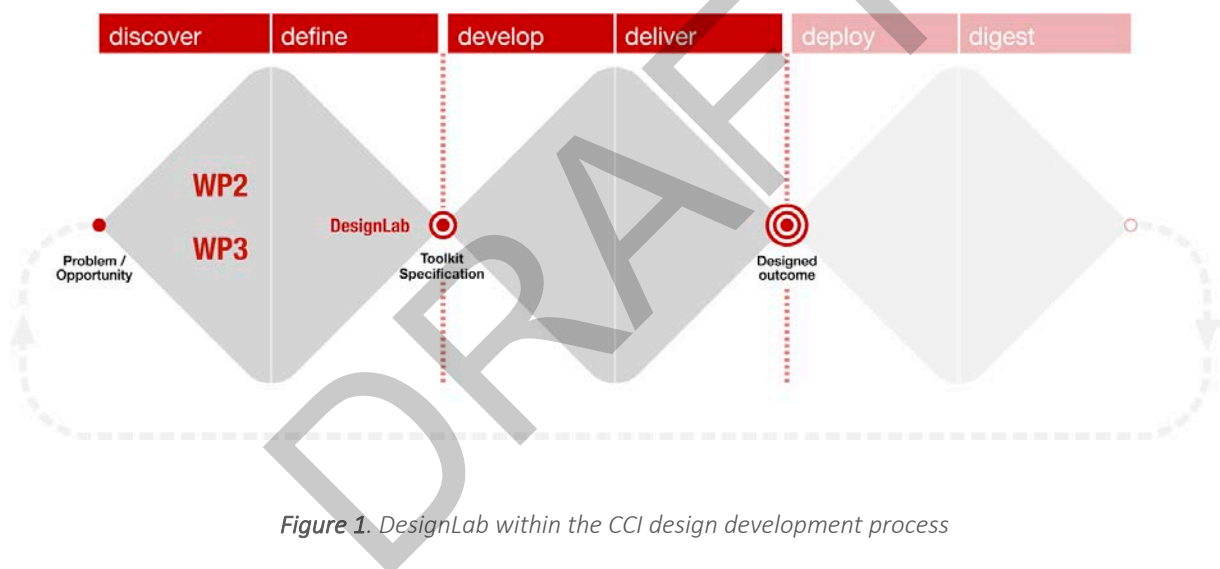 discover define develop deliver deploy digest
WP2
WP3
DesignLab
Problem /
Opportunity
Toolkit
Specification
Designed
outcome
DRAFT
Figure 1. DesignLab within the CCI design development process